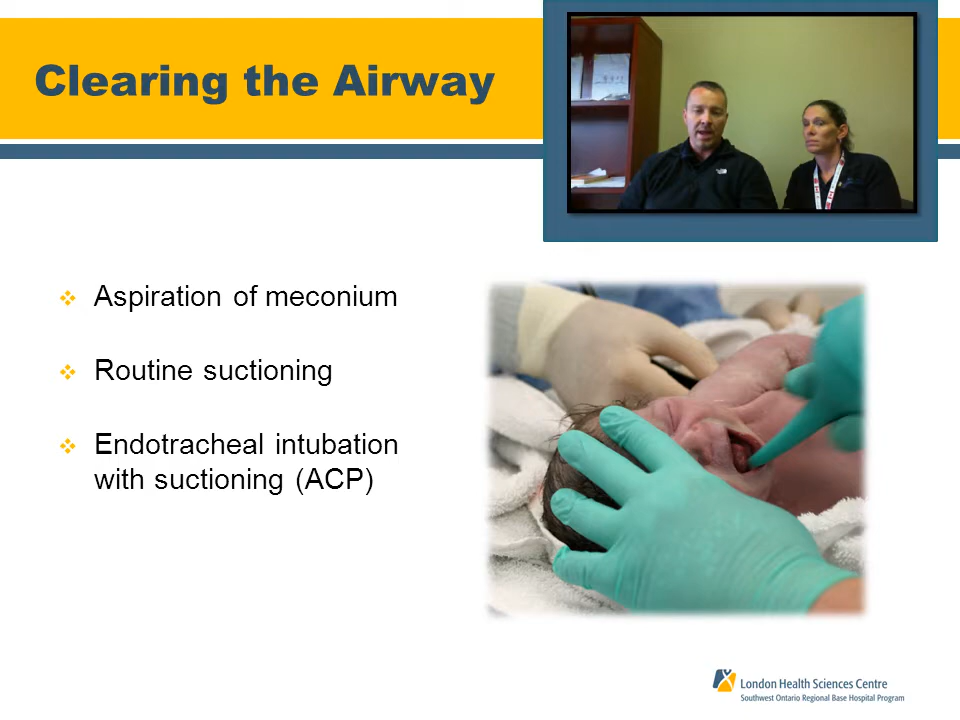 Clearing the Airway
Aspiration of meconium
Routine suctioning
Endotracheal intubation
with suctioning (ACP)
London Health Sciences Centre
Southwest Ontario Regional Base Hospital Program